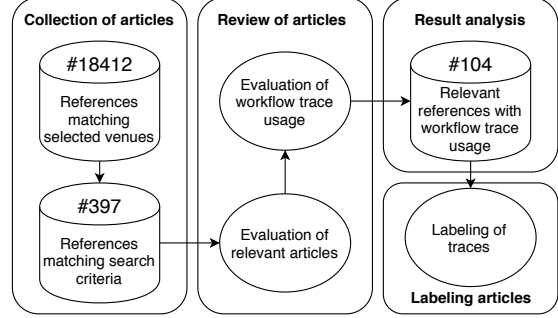 Collection of articles
#18412
References
matching
selected venues
#397
References
matching search
criteria
Review of articles
Evaluation of
workflow trace
usage
Evaluation of
relevant articles
Result analysis
#104
Relevant
references with
workflow trace
usage
Labeling of
traces
Labeling articles